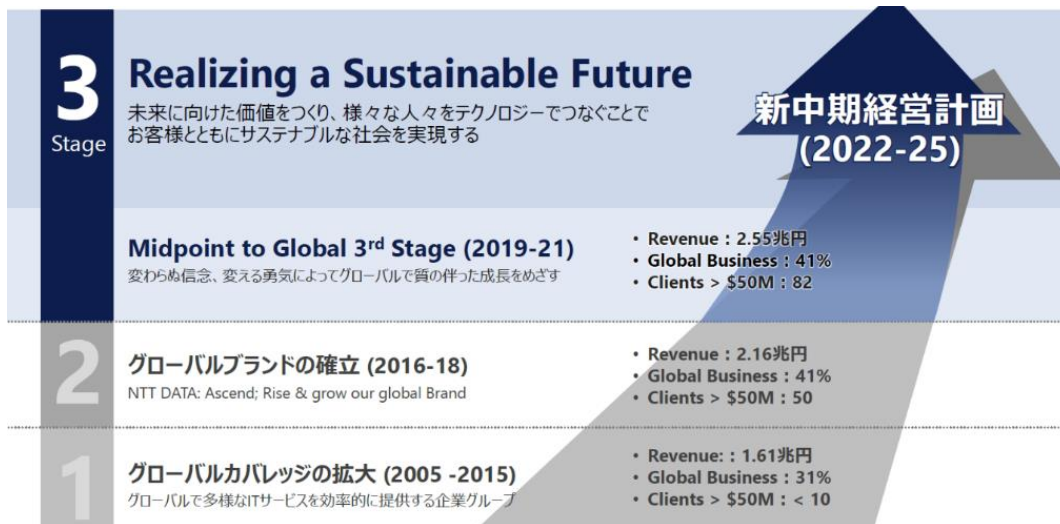 3
Stage
Realizing a Sustainable Future
未来に向けた価値をつくり、様々な人々をテクノロジーでつなぐことで
お客様とともにサステナブルな社会を実現する
新中期経営計画
(2022-25)
Midpoint to Global 3rd Stage (2019-21)
変わらぬ信念、変える勇気によってグローバルで質の伴った成長をめざす
• Revenue：2.55兆円
• Global Business：41%
• Clients > $50M：82
2
グローバルブランドの確立 (2016-18)
NTT DATA: Ascend; Rise & grow our global Brand
• Revenue：2.16兆円
• Global Business：41%
• Clients > $50M：50
1
グローバルカバレッジの拡大 (2005 -2015)
グローバルで多様なITサービスを効率的に提供する企業グループ
• Revenue:：1.61兆円
• Global Business：31%
• Clients > $50M：< 10